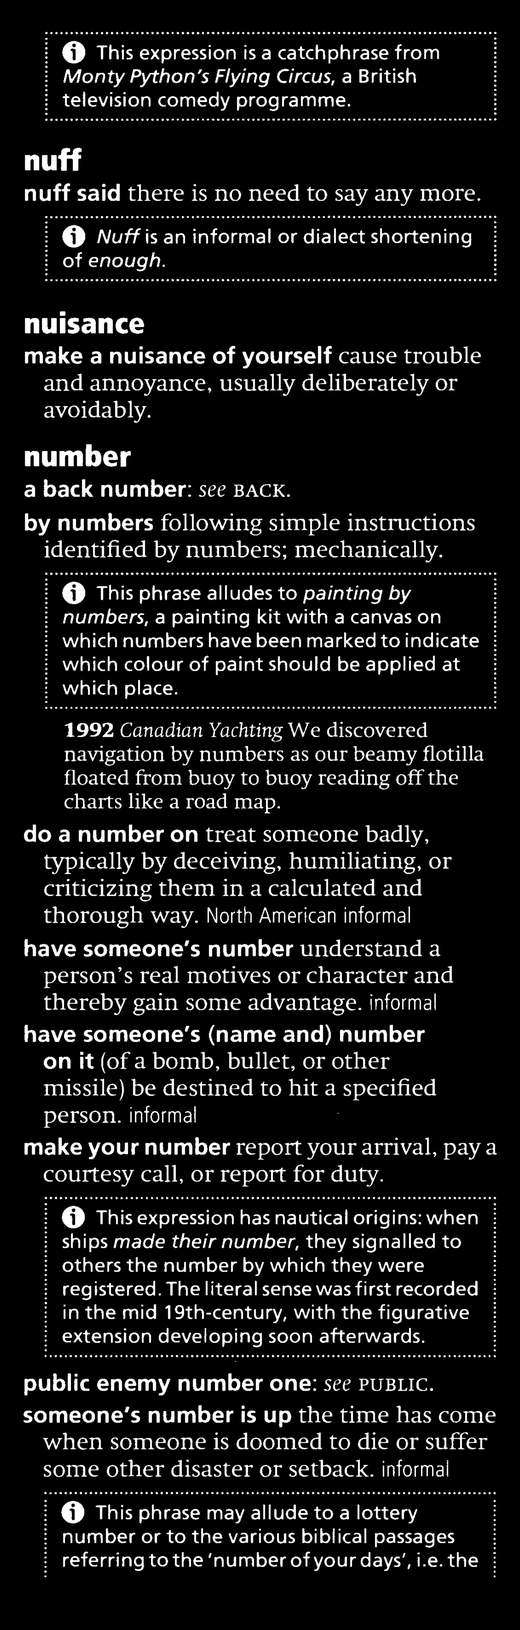 ⓘ This expression is a catchphrase from
Monty Python's Flying Circus, a British
television comedy programme.
nuff
nuff said there is no need to say any more.
ⓘ Nuff is an informal or dialect shortening
of enough.
nuisance
make a nuisance of yourself cause trouble
and annoyance, usually deliberately or
avoidably.
number
a back number: see BACK.
by numbers following simple instructions
identified by numbers; mechanically.
ⓘ This phrase alludes to painting by
numbers, a painting kit with a canvas on
which numbers have been marked to indicate
which colour of paint should be applied at
which place.
1992 Canadian Yachting We discovered
navigation by numbers as our beamy flotilla
floated from buoy to buoy reading off the
charts like a road map.
do a number on treat someone badly,
typically by deceiving, humiliating, or
criticizing them in a calculated and
thorough way. North American informal
have someone's number understand a
person's real motives or character and
thereby gain some advantage. informal
have someone's (name and) number
on it (of a bomb, bullet, or other
missile) be destined to hit a specified
person. informal
make your number report your arrival, pay a
courtesy call, or report for duty.
ⓘ This expression has nautical origins: when
ships made their number, they signalled to
others the number by which they were
registered. The literal sense was first recorded
in the mid 19th-century, with the figurative
extension developing soon afterwards.
public enemy number one: see PUBLIC.
someone's number is up the time has come
when someone is doomed to die or suffer
some other disaster or setback. informal
ⓘ This phrase may allude to a lottery
number or to the various biblical passages
referring to the 'number of your days', i.e. the